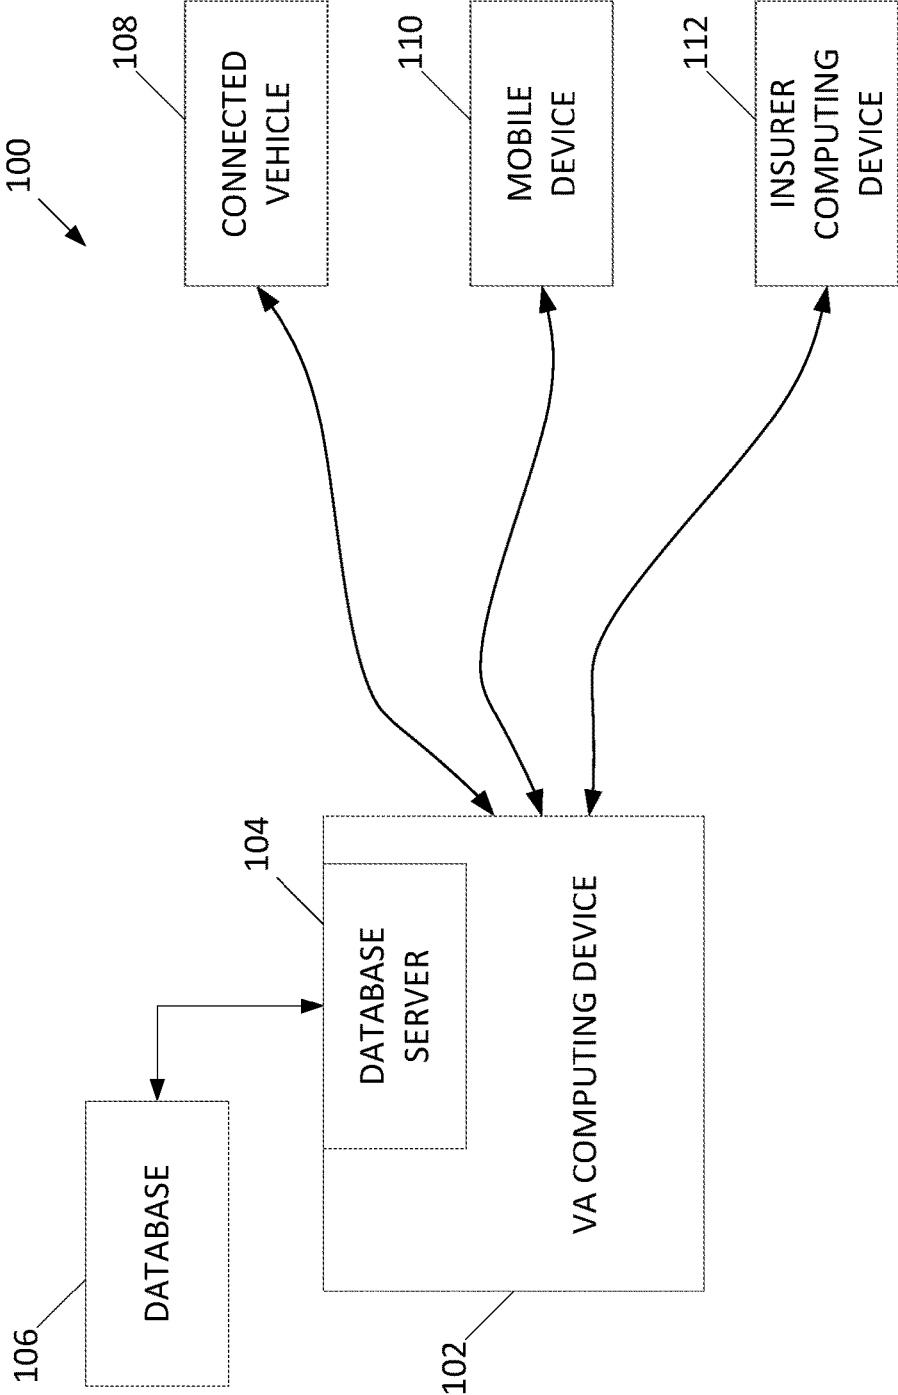 100
106
DATABASE
104
DATABASE
SERVER
102
VA COMPUTING DEVICE
108
CONNECTED
VEHICLE
110
MOBILE
DEVICE
112
INSURER
COMPUTING
DEVICE